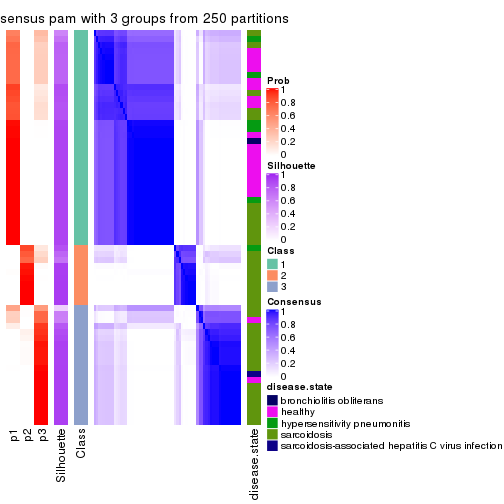 sensus pam with 3 groups from 250 partitions
Prob
1
0.8
0.6
0.4
0.2
0
Silhouette
1
0.8
0.6
0.4
0.2
0
Class
1
2
3
Consensus
1
0.8
0.6
0.4
0.2
0
disease.state
bronchiolitis obliterans
healthy
hypersensitivity pneumonitis
sarcoidosis
sarcoidosis-associated hepatitis C virus infection
p1
p2
p3
Silhouette
Class
disease.state